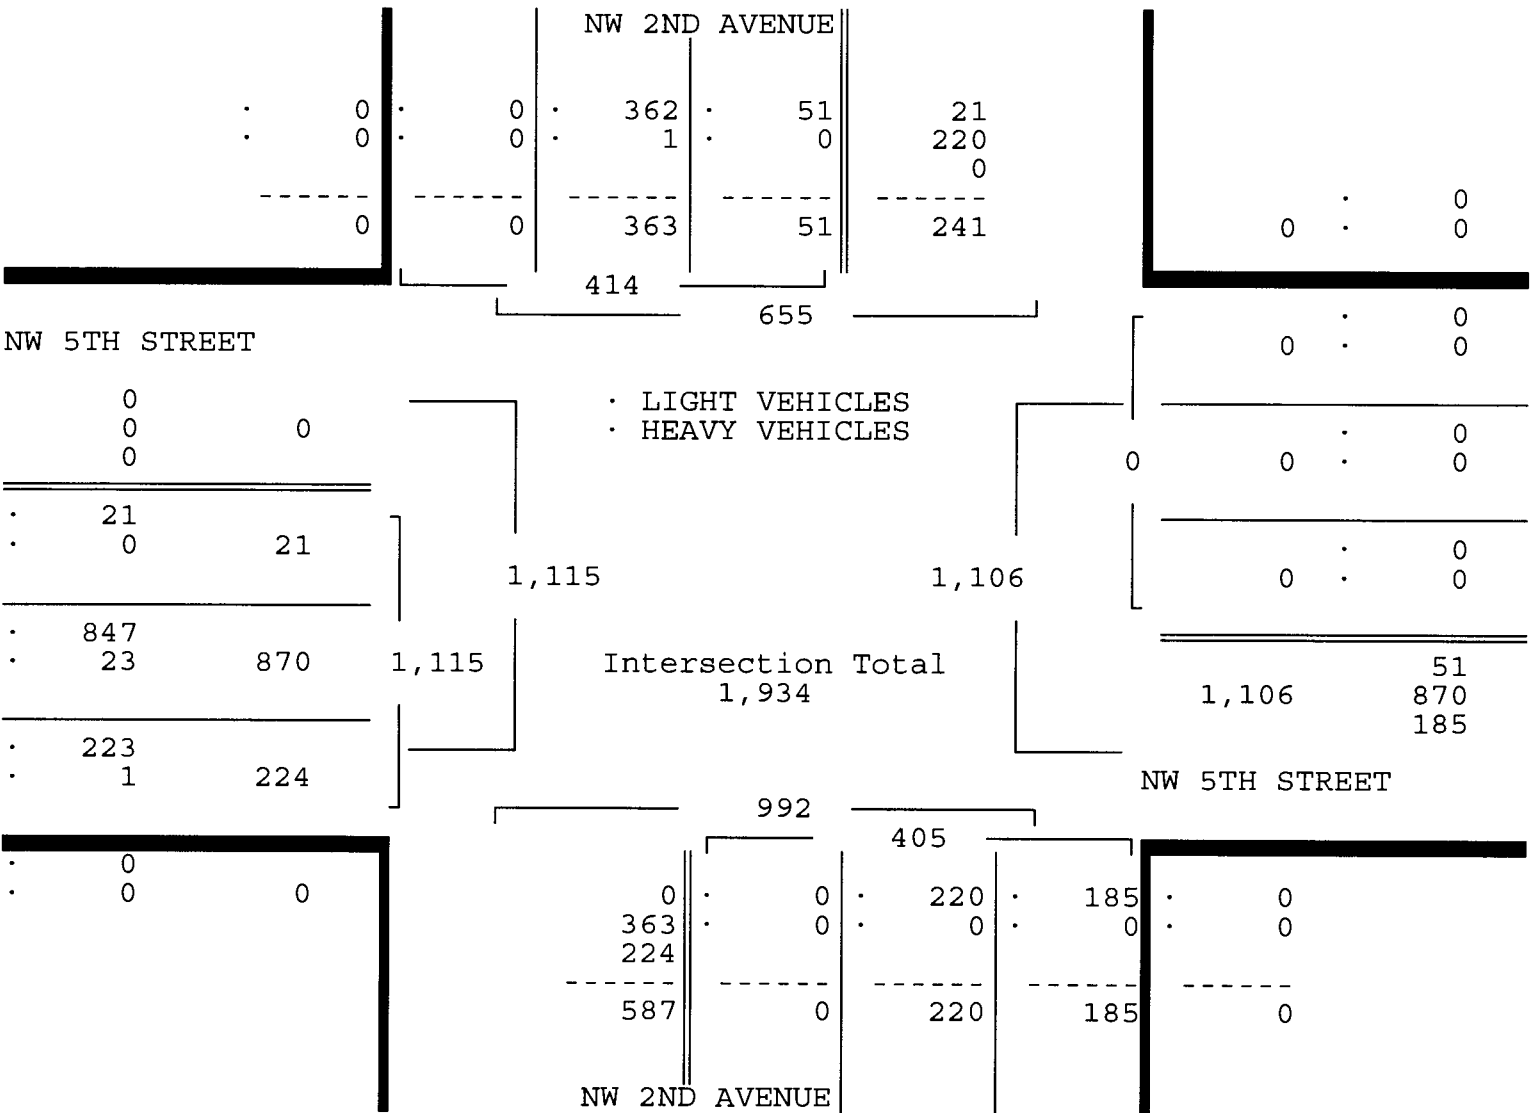 NW 2ND AVENUE
· 0 · 0 · 362 · 51 21
· 0 · 0 · 1 · 0 220
0
------ ------ ------ ------ ------
0 0 363 51 241
· 0
0 · 0
414
655
NW 5TH STREET
· 0
0 · 0
0
0 0
0
· LIGHT VEHICLES
· HEAVY VEHICLES
· 0
0 0 · 0
· 21
· 0 21
· 0
0 · 0
1,115
1,106
· 847
· 23 870 1,115
Intersection Total
1,934
51
1,106 870
185
· 223
· 1 224
NW 5TH STREET
992
405
· 0
· 0 0
0 · 0 · 220 · 185 · 0
363 · 0 · 0 · 0 · 0
224
------ ------ ------ ------ ------
587 0 220 185 0
NW 2ND AVENUE